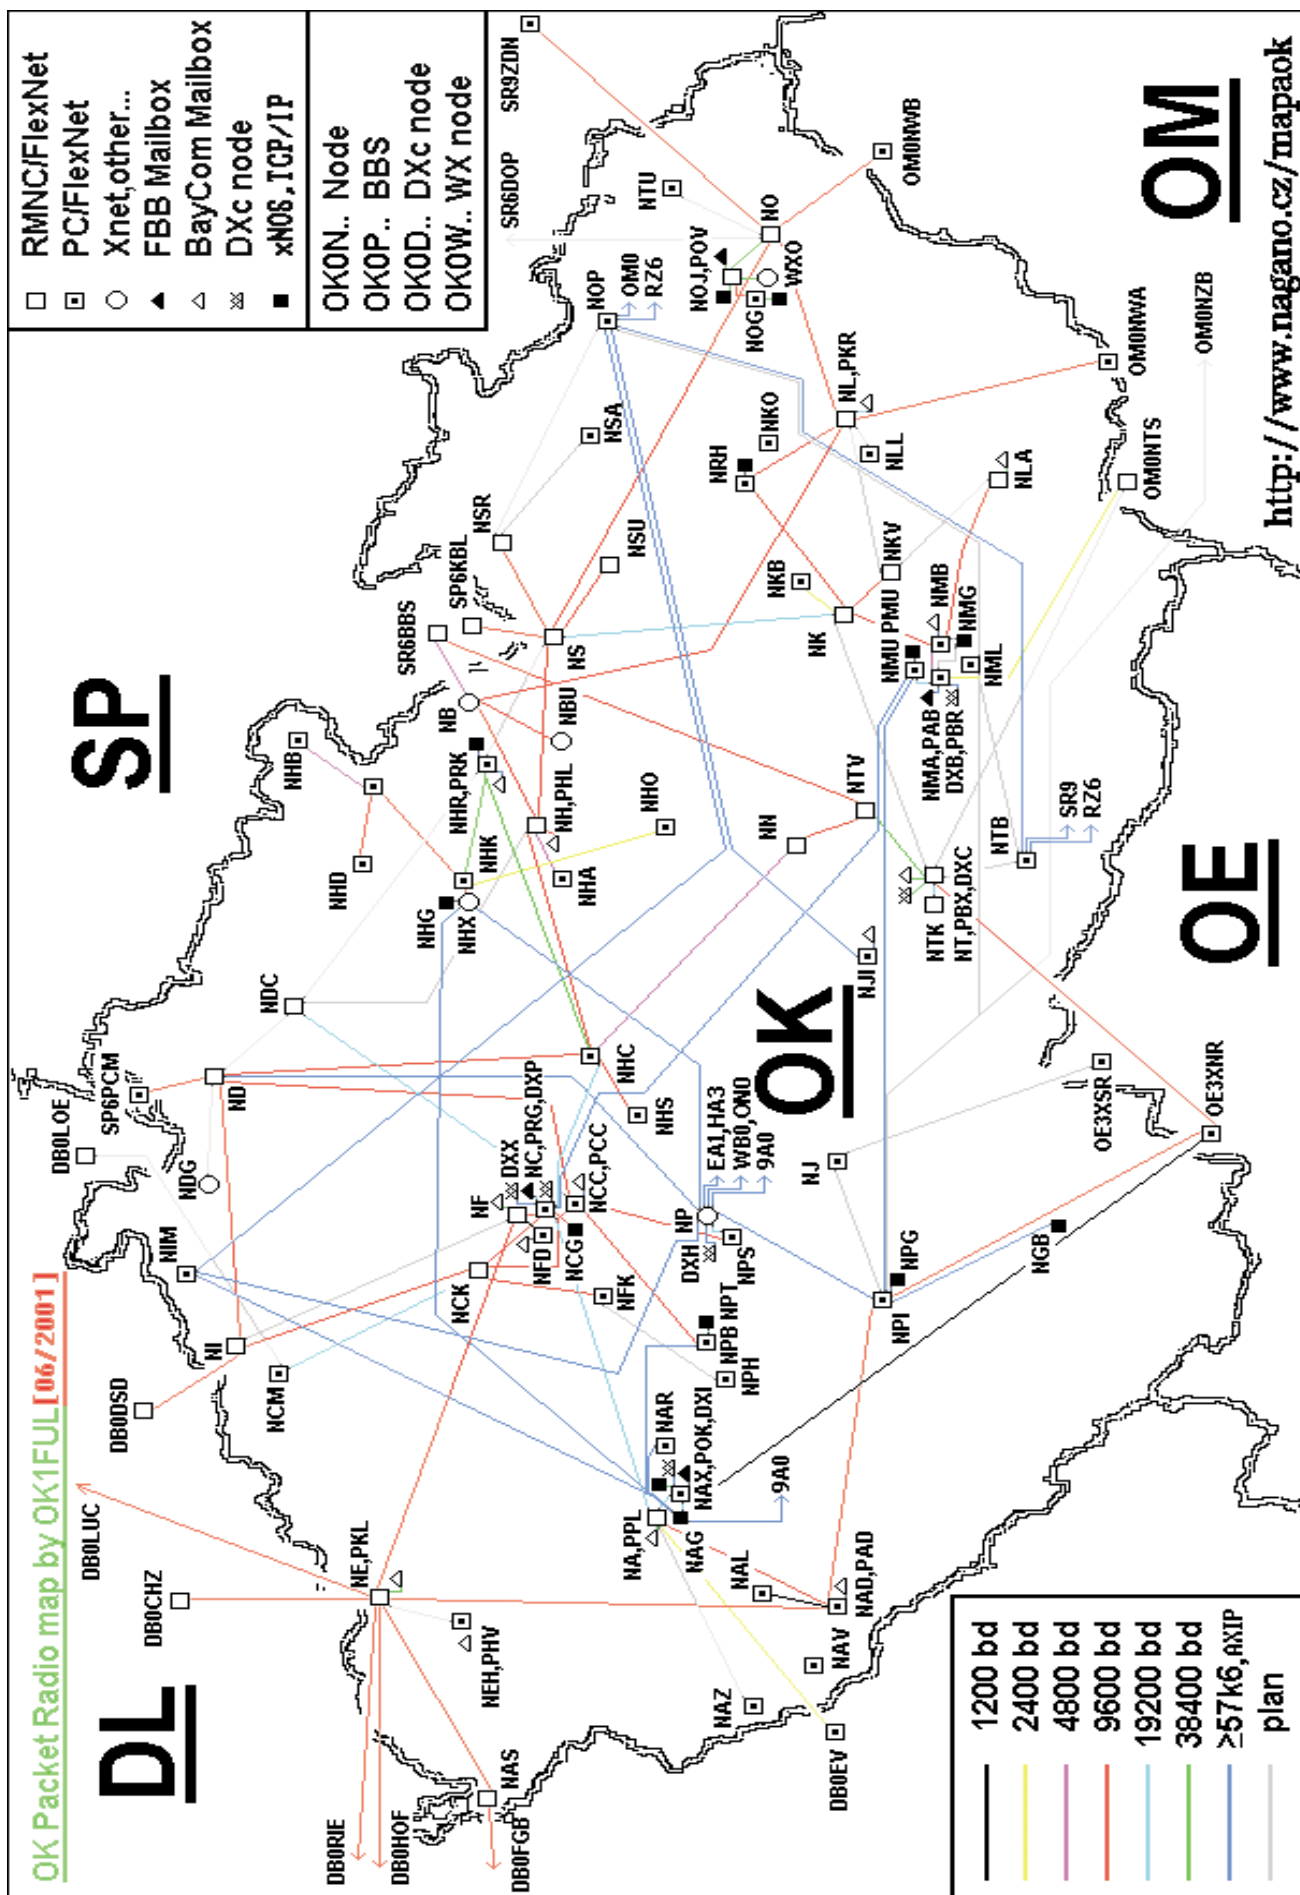 OK Packet Radio map by OK1FUL [06/2001]
DL
SP
OK
OE
OM
RMNC/FlexNet
PC/FlexNet
Xnet,other...
FBB Mailbox
BayCom Mailbox
DXc node
xNOS,TCP/IP
OK0N.. Node
OK0P.. BBS
OK0D.. DXc node
OK0W.. WX node
1200 bd
2400 bd
4800 bd
9600 bd
19200 bd
38400 bd
≥57k6,AXIP
plan
http://www.nagano.cz/mapaok
DB0RIE
DB0HOF
DB0FGB
NAS
DB0CHZ
DB0LUC
NE,PKL
NEH,PHV
DB0DSD
NI
NCM
NIM
DB0LOE
SP6PCM
NDG
ND
NDC
NHD
NHB
NHG
NHX
NHK
NHR,PRK
NH,PHL
NHA
NHO
NB
NBU
SR6BBS
SP6KBL
NS
NSU
NSR
NSA
NOP
OM0
RZ6
SR6DOP
SR9ZDN
NTU
NO
NOJ,POV
NOG
WXO
OM0NWB
NL,PKR
NKO
NRH
NLL
NLA
OM0NWA
OM0NZB
OM0NTS
NKV
NKB
NK
NMU PMU
NMB
NMG
NML
NMA,PAB
DXB,PBR
NTV
NN
NTB
SR9
RZ6
NTK
NT,PBX,DXC
NJI
NHC
NHS
NCK
NF
DXX
NC,PRG,DXP
NFD
NCG
NCC,PCC
NFK
NP
DXH
NPS
EA1,HA3
WB0,ON0
9A0
NPB
NPT
NPH
NJ
OE3XSR
OE3XNR
NPI
NPG
NGB
NAR
NAX,POK,DXI
NA,PPL
NAG
9A0
NAL
NAD,PAD
NAV
NAZ
DB0EV